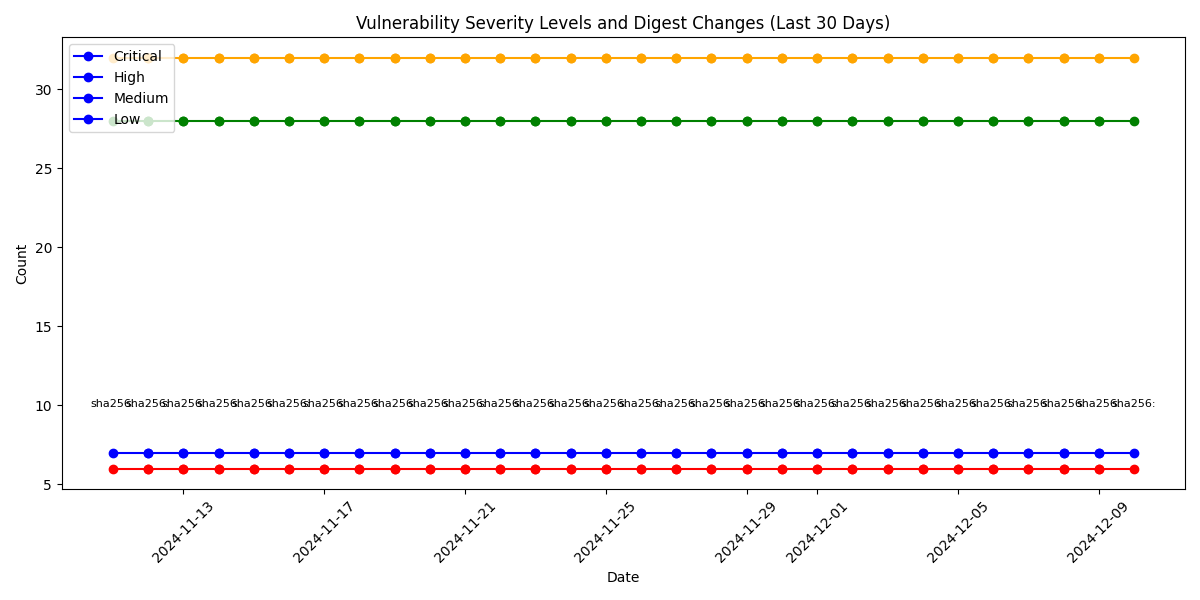 Vulnerability Severity Levels and Digest Changes (Last 30 Days)
Critical
High
Medium
Low
30
25
20
15
10
5
Count
sha256: sha256: sha256: sha256: sha256: sha256: sha256: sha256: sha256: sha256: sha256: sha256: sha256: sha256: sha256: sha256: sha256: sha256: sha256: sha256: sha256: sha256: sha256: sha256: sha256: sha256: sha256: sha256: sha256: sha256:
2024-11-13
2024-11-17
2024-11-21
2024-11-25
2024-11-29
2024-12-01
2024-12-05
2024-12-09
Date